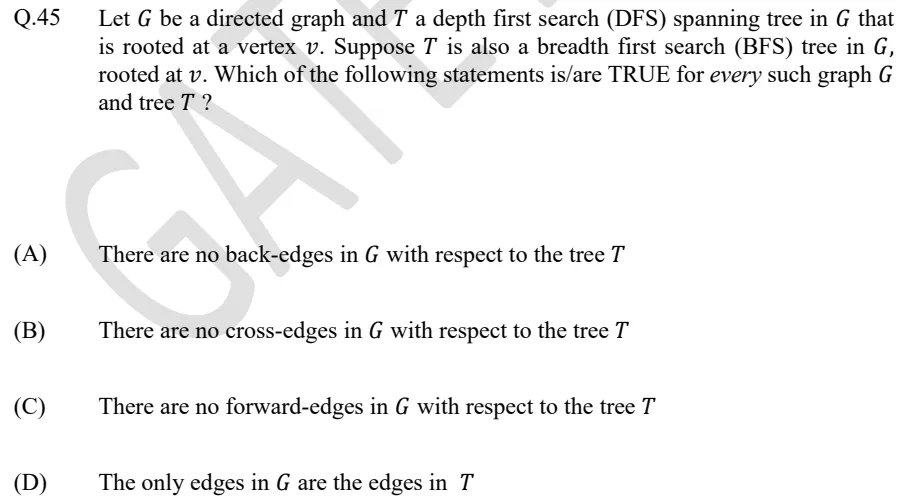 Q.45 Let G be a directed graph and T a depth first search (DFS) spanning tree in G that
is rooted at a vertex v. Suppose T is also a breadth first search (BFS) tree in G,
rooted at v. Which of the following statements is/are TRUE for every such graph G
and tree T ?
(A) There are no back-edges in G with respect to the tree T
(B) There are no cross-edges in G with respect to the tree T
(C) There are no forward-edges in G with respect to the tree T
(D) The only edges in G are the edges in T
GATE